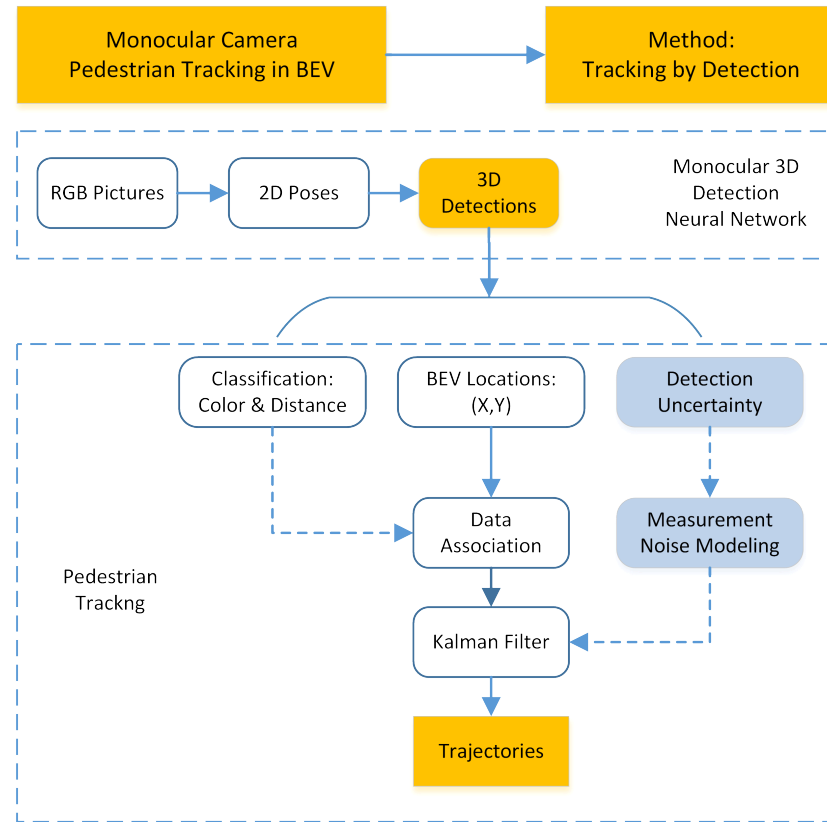 Monocular Camera
Pedestrian Tracking in BEV
Method:
Tracking by Detection
RGB Pictures
2D Poses
3D
Detections
Monocular 3D
Detection
Neural Network
Classification:
Color & Distance
BEV Locations:
(X,Y)
Detection
Uncertainty
Data
Association
Measurement
Noise Modeling
Pedestrian
Trackng
Kalman Filter
Trajectories